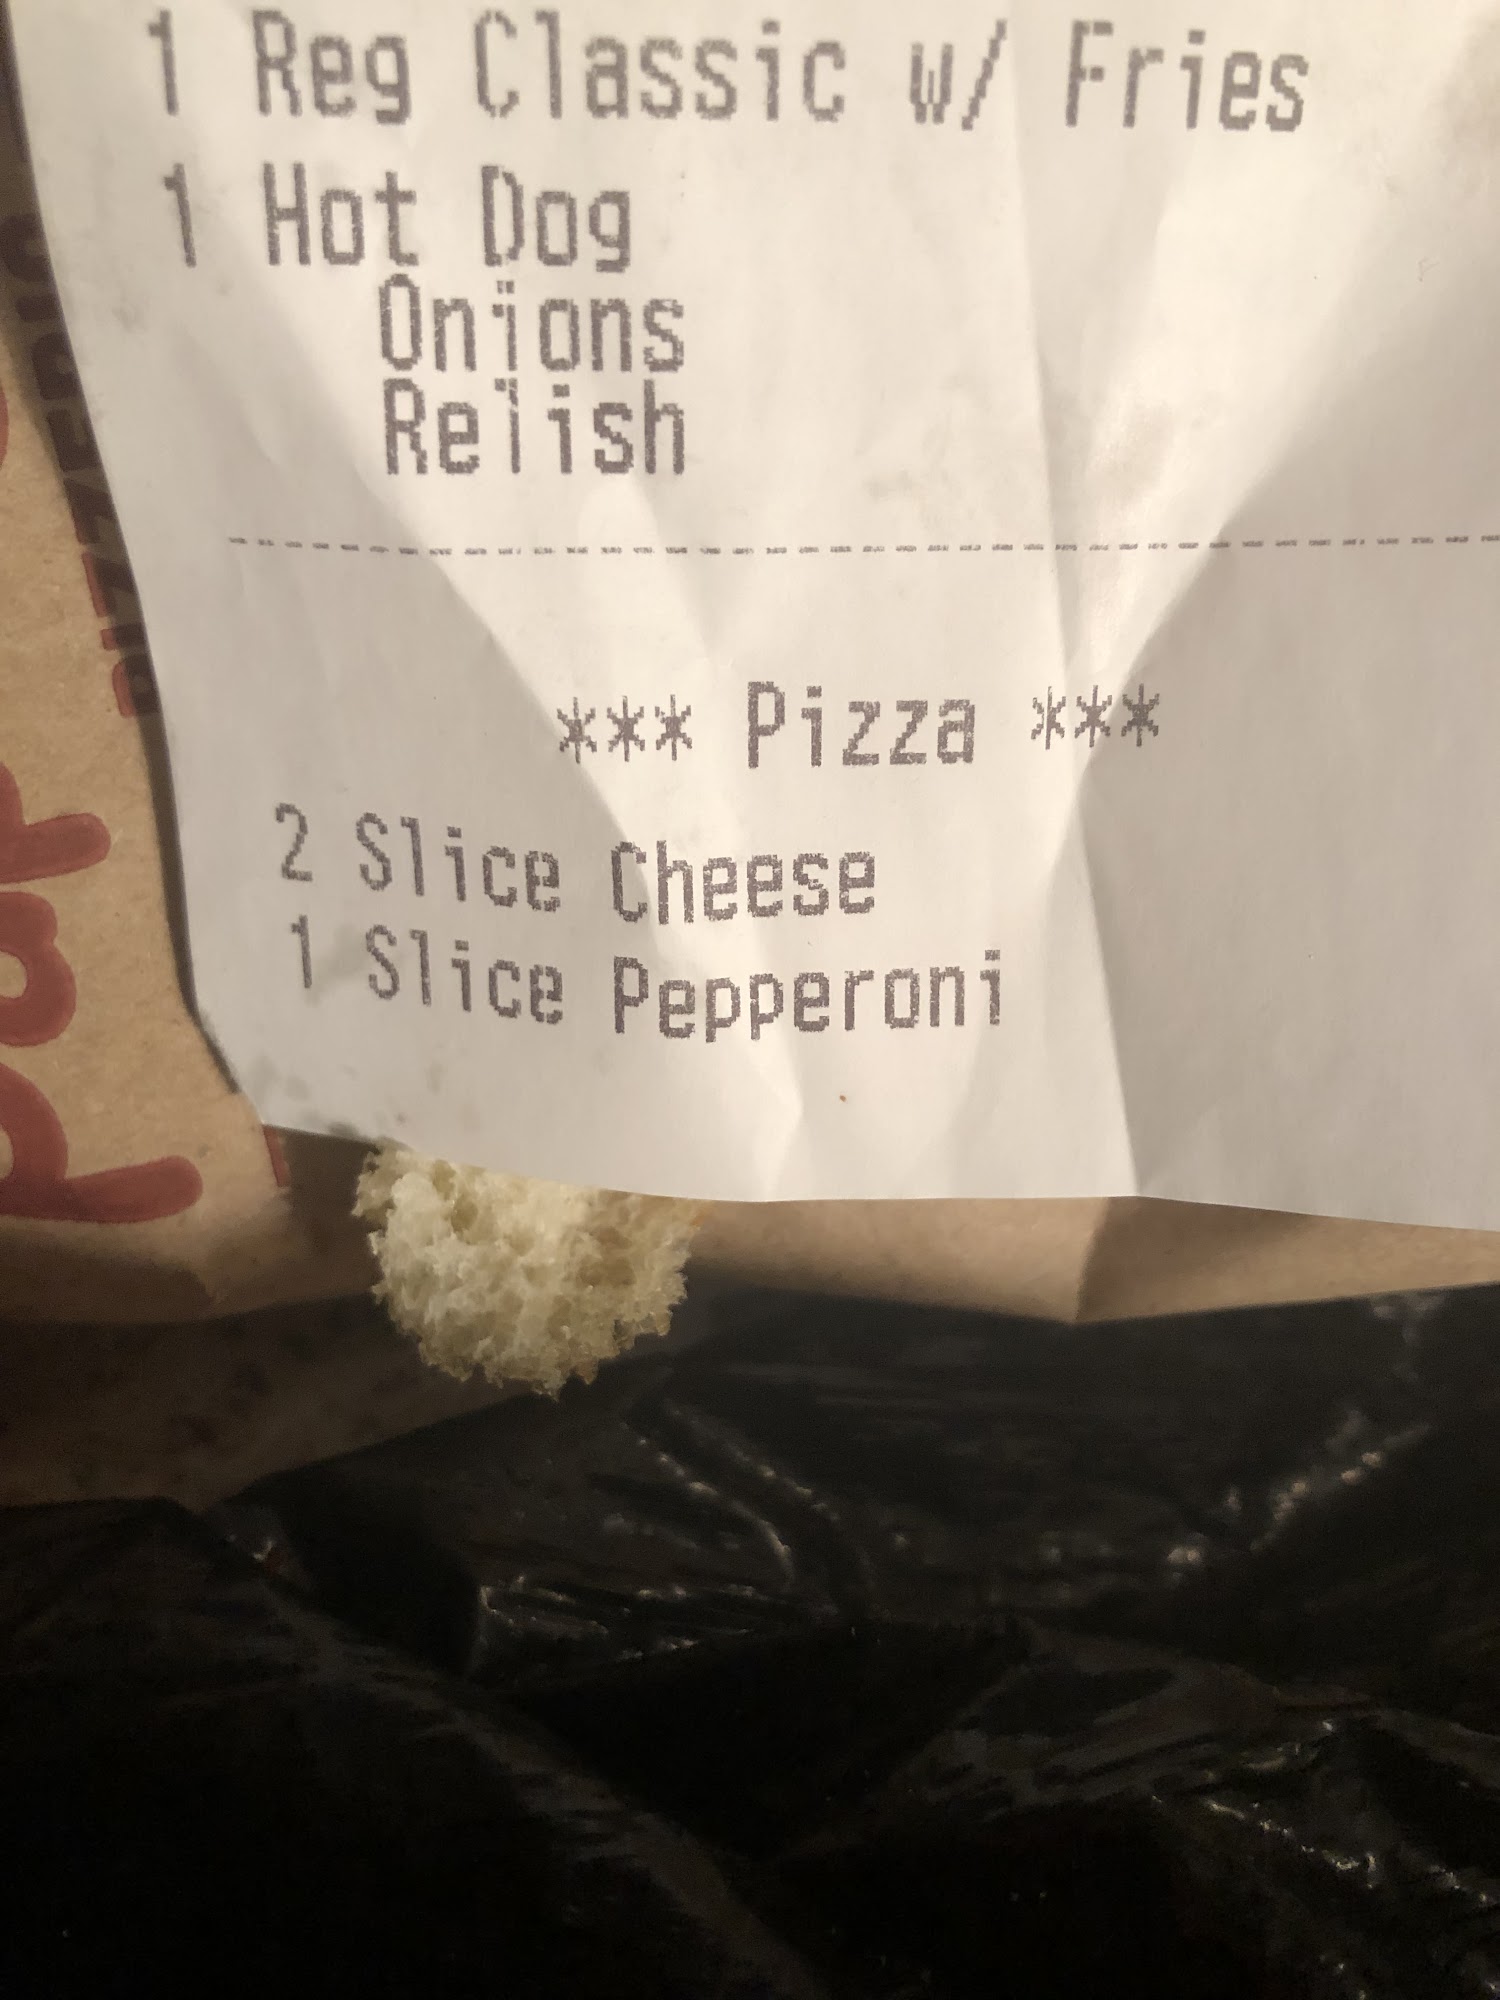 1 Reg Classic w/ Fries
1 Hot Dog
Onions
Relish
*** Pizza ***
2 Slice Cheese
1 Slice Pepperoni